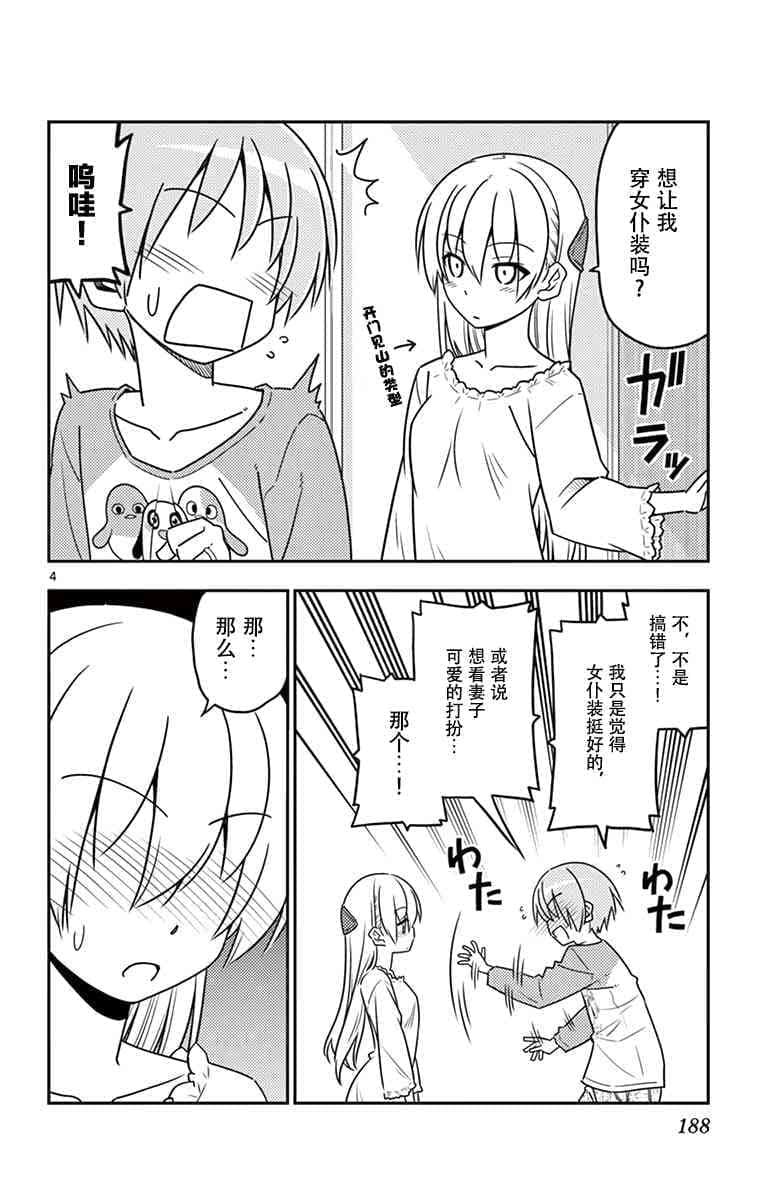 想让我
穿女仆装吗?
ガラッ
开门见山的类型
呜哇!
4
不,不是
搞错了…!
我只是觉得
女仆装挺好的,
或者说
想看妻子
可爱的打扮…
那个…!
わた
わた
那…
那么…
188